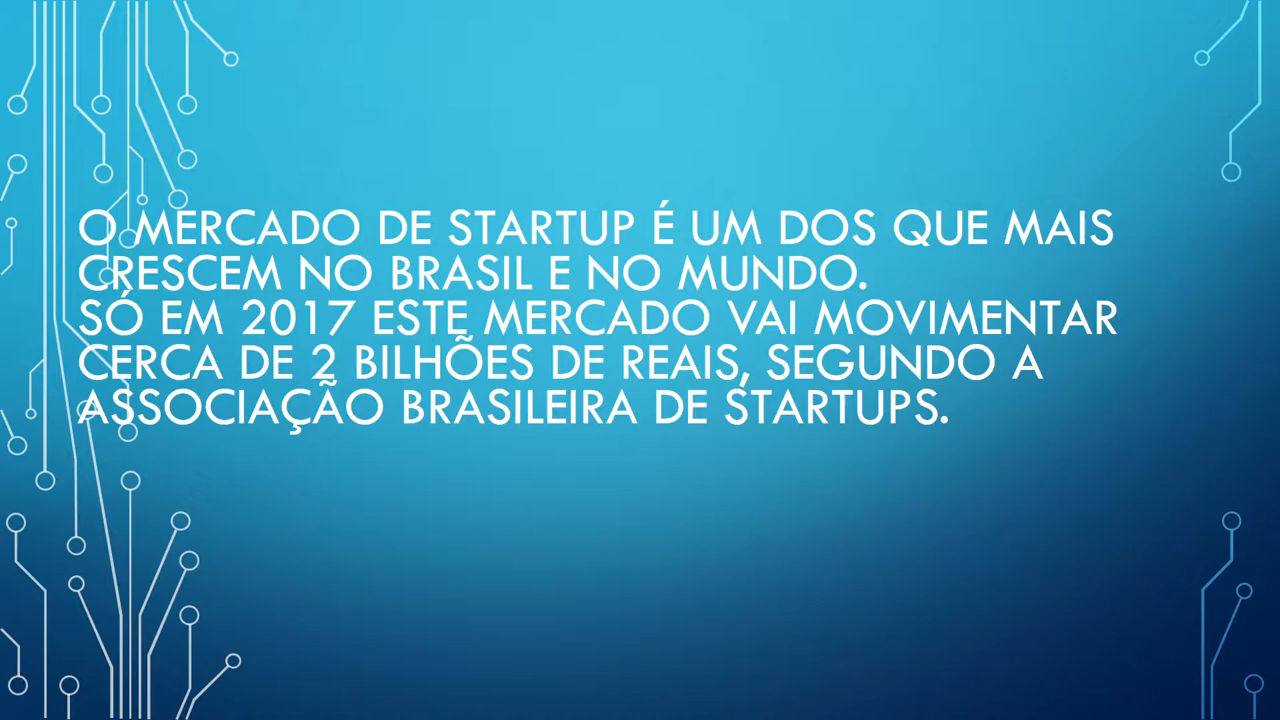 O MERCADO DE STARTUP É UM DOS QUE MAIS
CRESCEM NO BRASIL E NO MUNDO.
SÓ EM 2017 ESTE MERCADO VAI MOVIMENTAR
CERCA DE 2 BILHÕES DE REAIS, SEGUNDO A
ASSOCIAÇÃO BRASILEIRA DE STARTUPS.